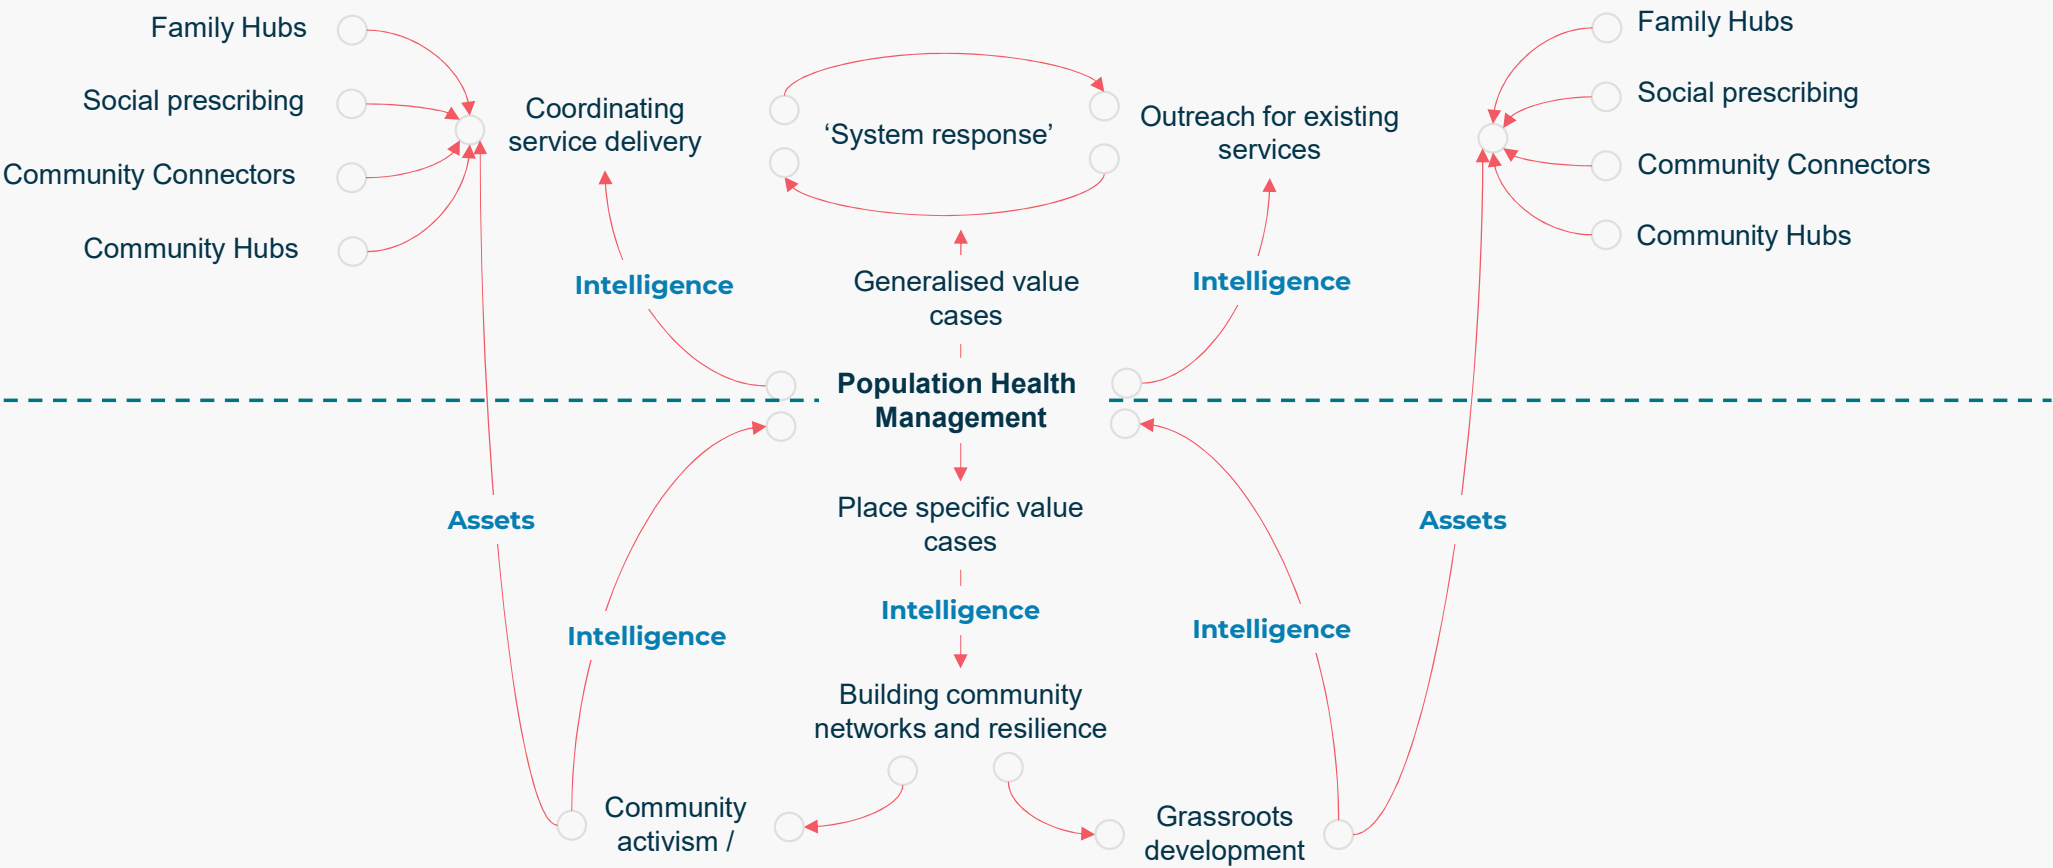 Family Hubs
Social prescribing
Community Connectors
Community Hubs
Coordinating
service delivery
‘System response’
Outreach for existing
services
Family Hubs
Social prescribing
Community Connectors
Community Hubs
Intelligence
Generalised value
cases
Intelligence
Population Health
Management
Assets
Place specific value
cases
Assets
Intelligence
Intelligence
Intelligence
Building community
networks and resilience
Community
activism /
Grassroots
development